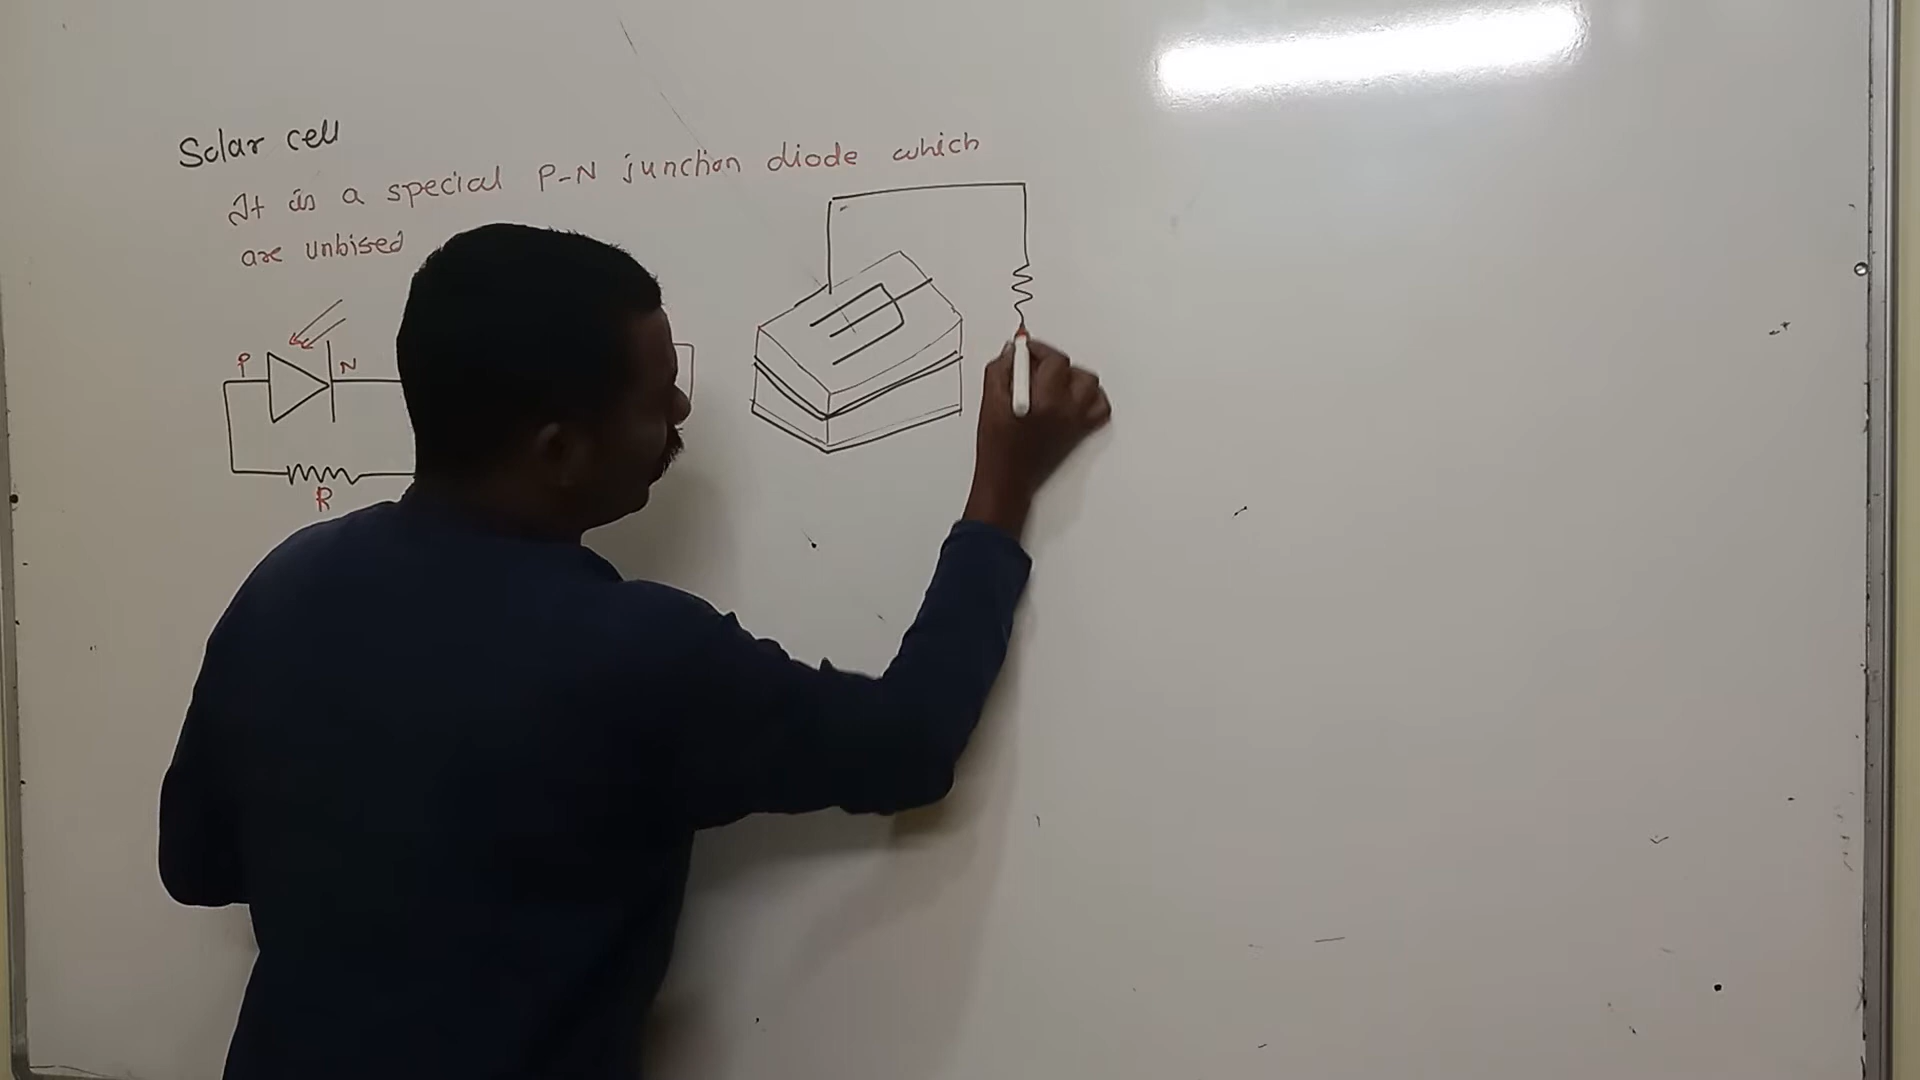 Solar cell
It is a special P-N junction diode which
are unbised
P N
R